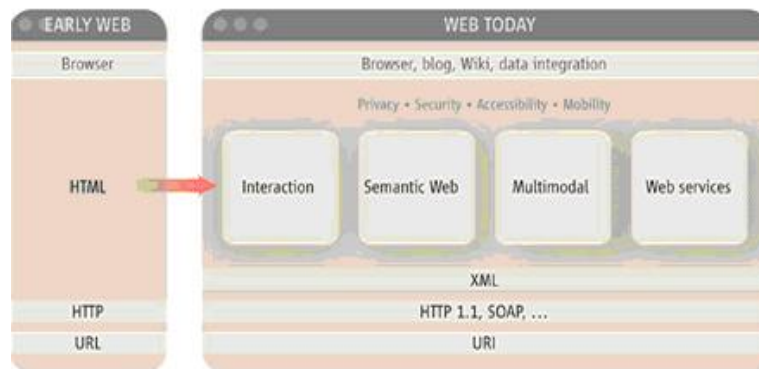 EARLY WEB
Browser
HTML
HTTP
URL
WEB TODAY
Browser, blog, Wiki, data integration
Privacy • Security • Accessibility • Mobility
Interaction
Semantic Web
Multimodal
Web services
XML
HTTP 1.1, SOAP, ...
URI